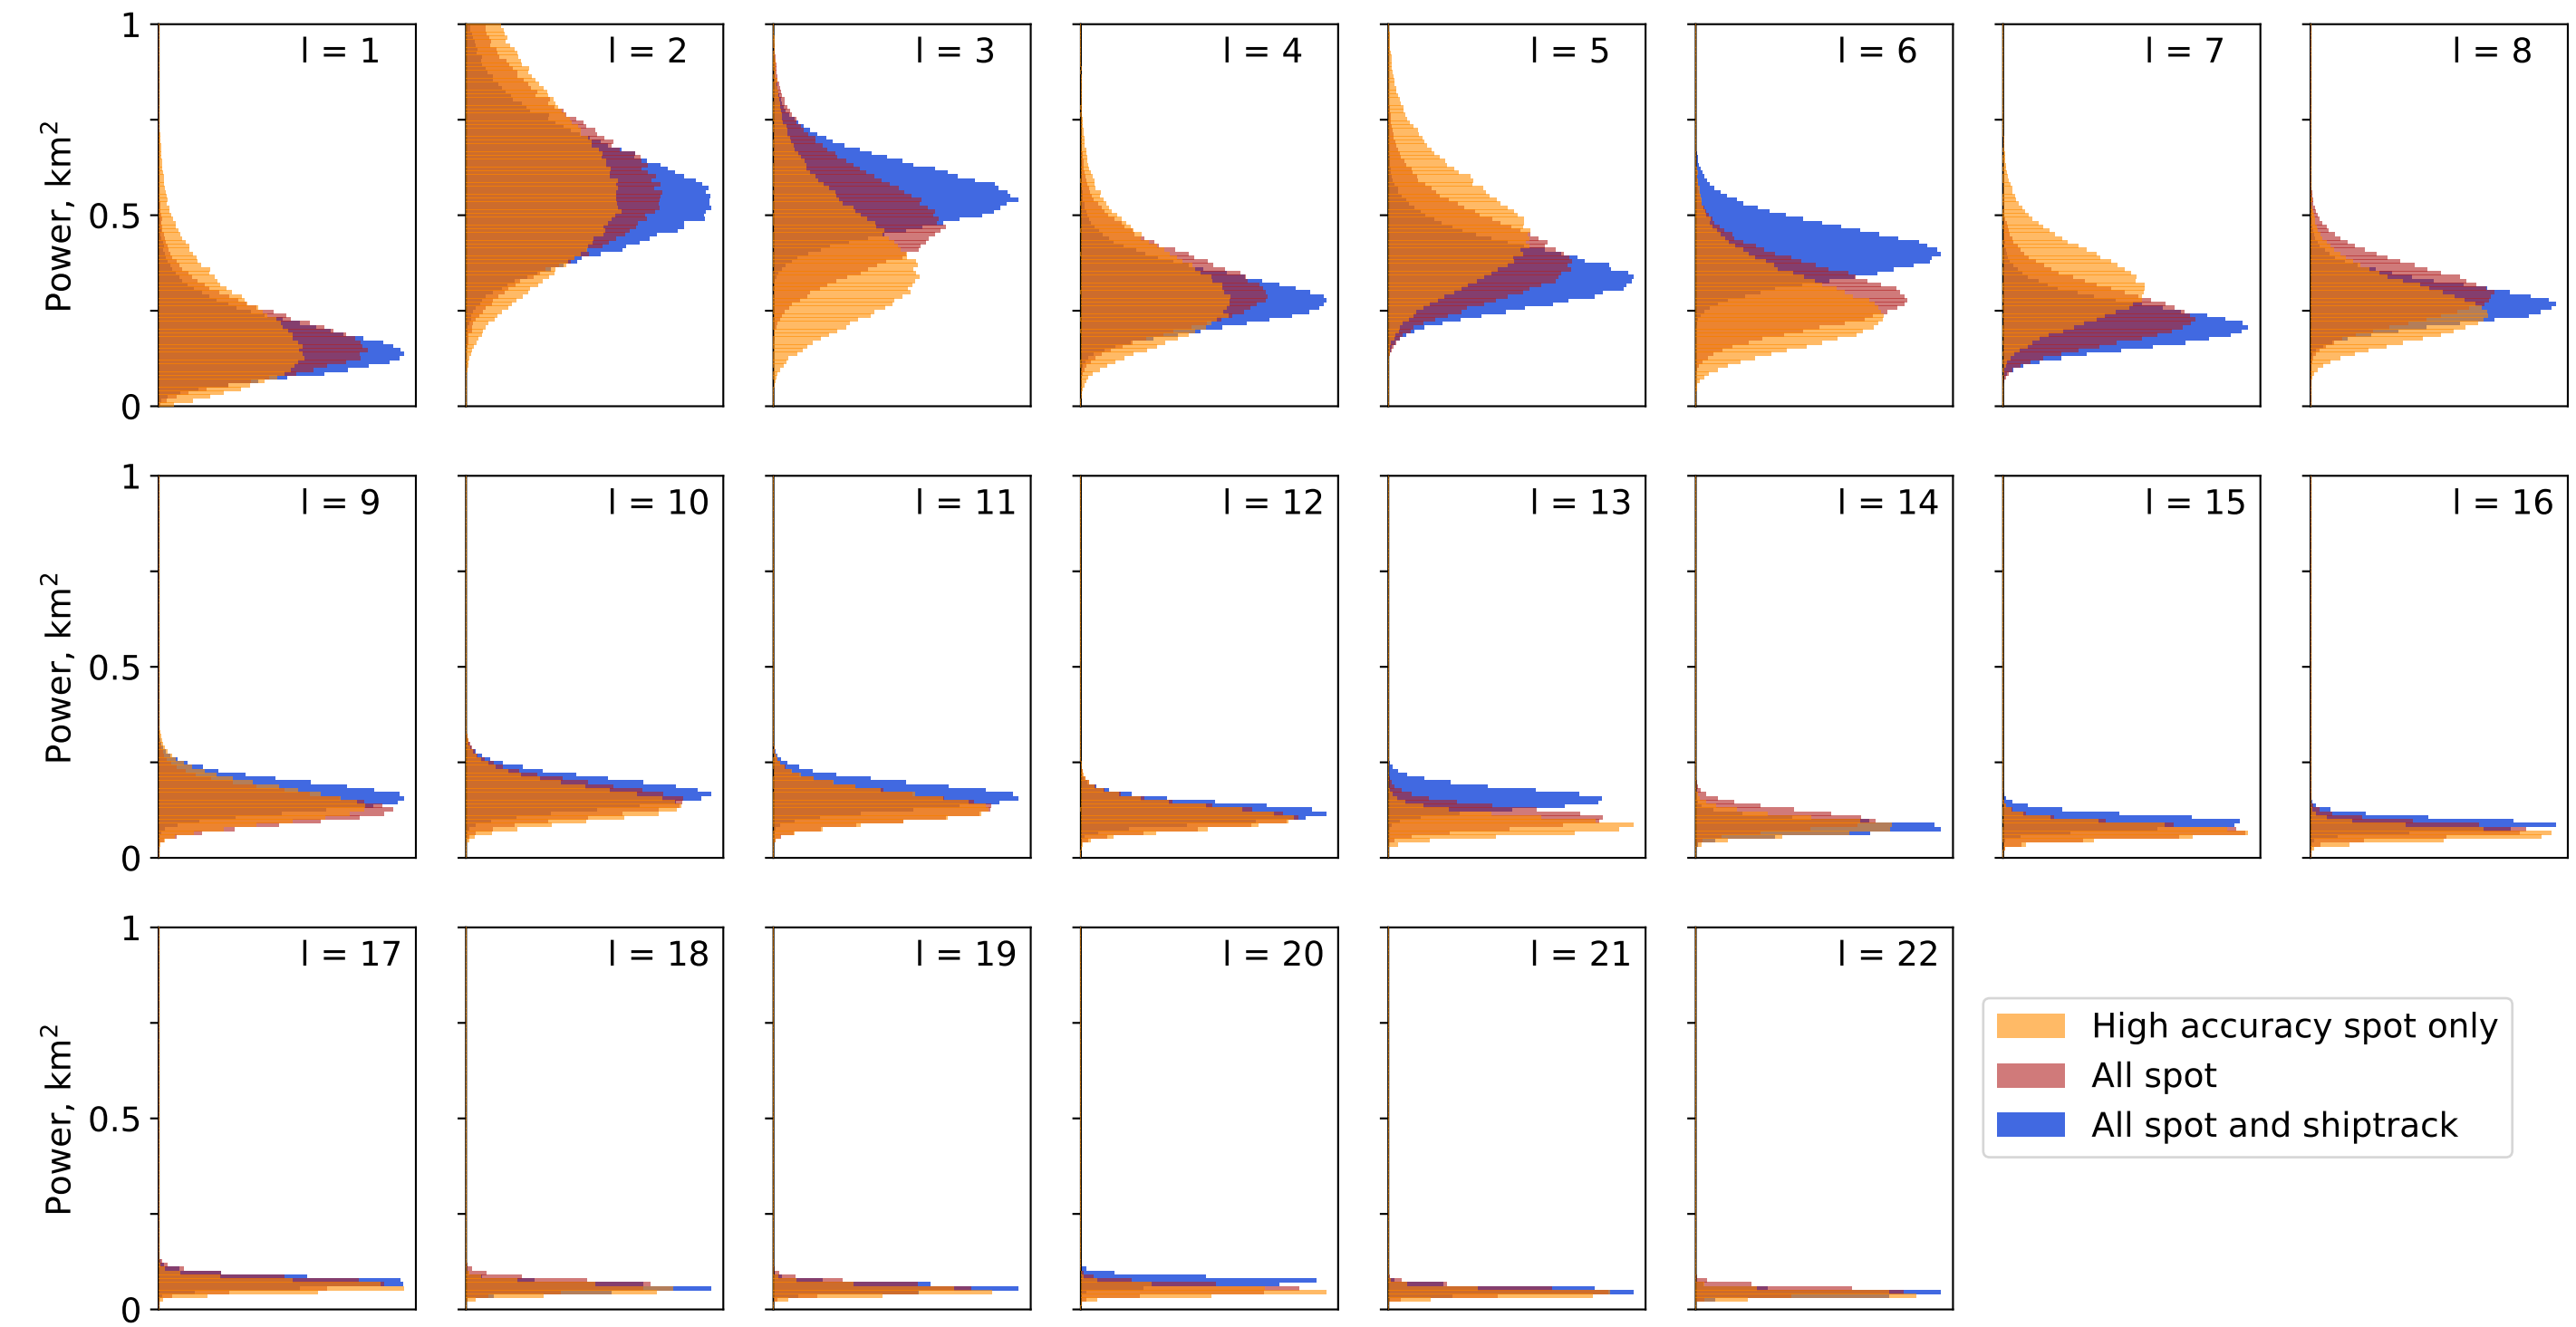 1
0.5
0
Power, km²
l = 1
l = 2
l = 3
l = 4
l = 5
l = 6
l = 7
l = 8
1
0.5
0
Power, km²
l = 9
l = 10
l = 11
l = 12
l = 13
l = 14
l = 15
l = 16
1
0.5
0
Power, km²
l = 17
l = 18
l = 19
l = 20
l = 21
l = 22
High accuracy spot only
All spot
All spot and shiptrack